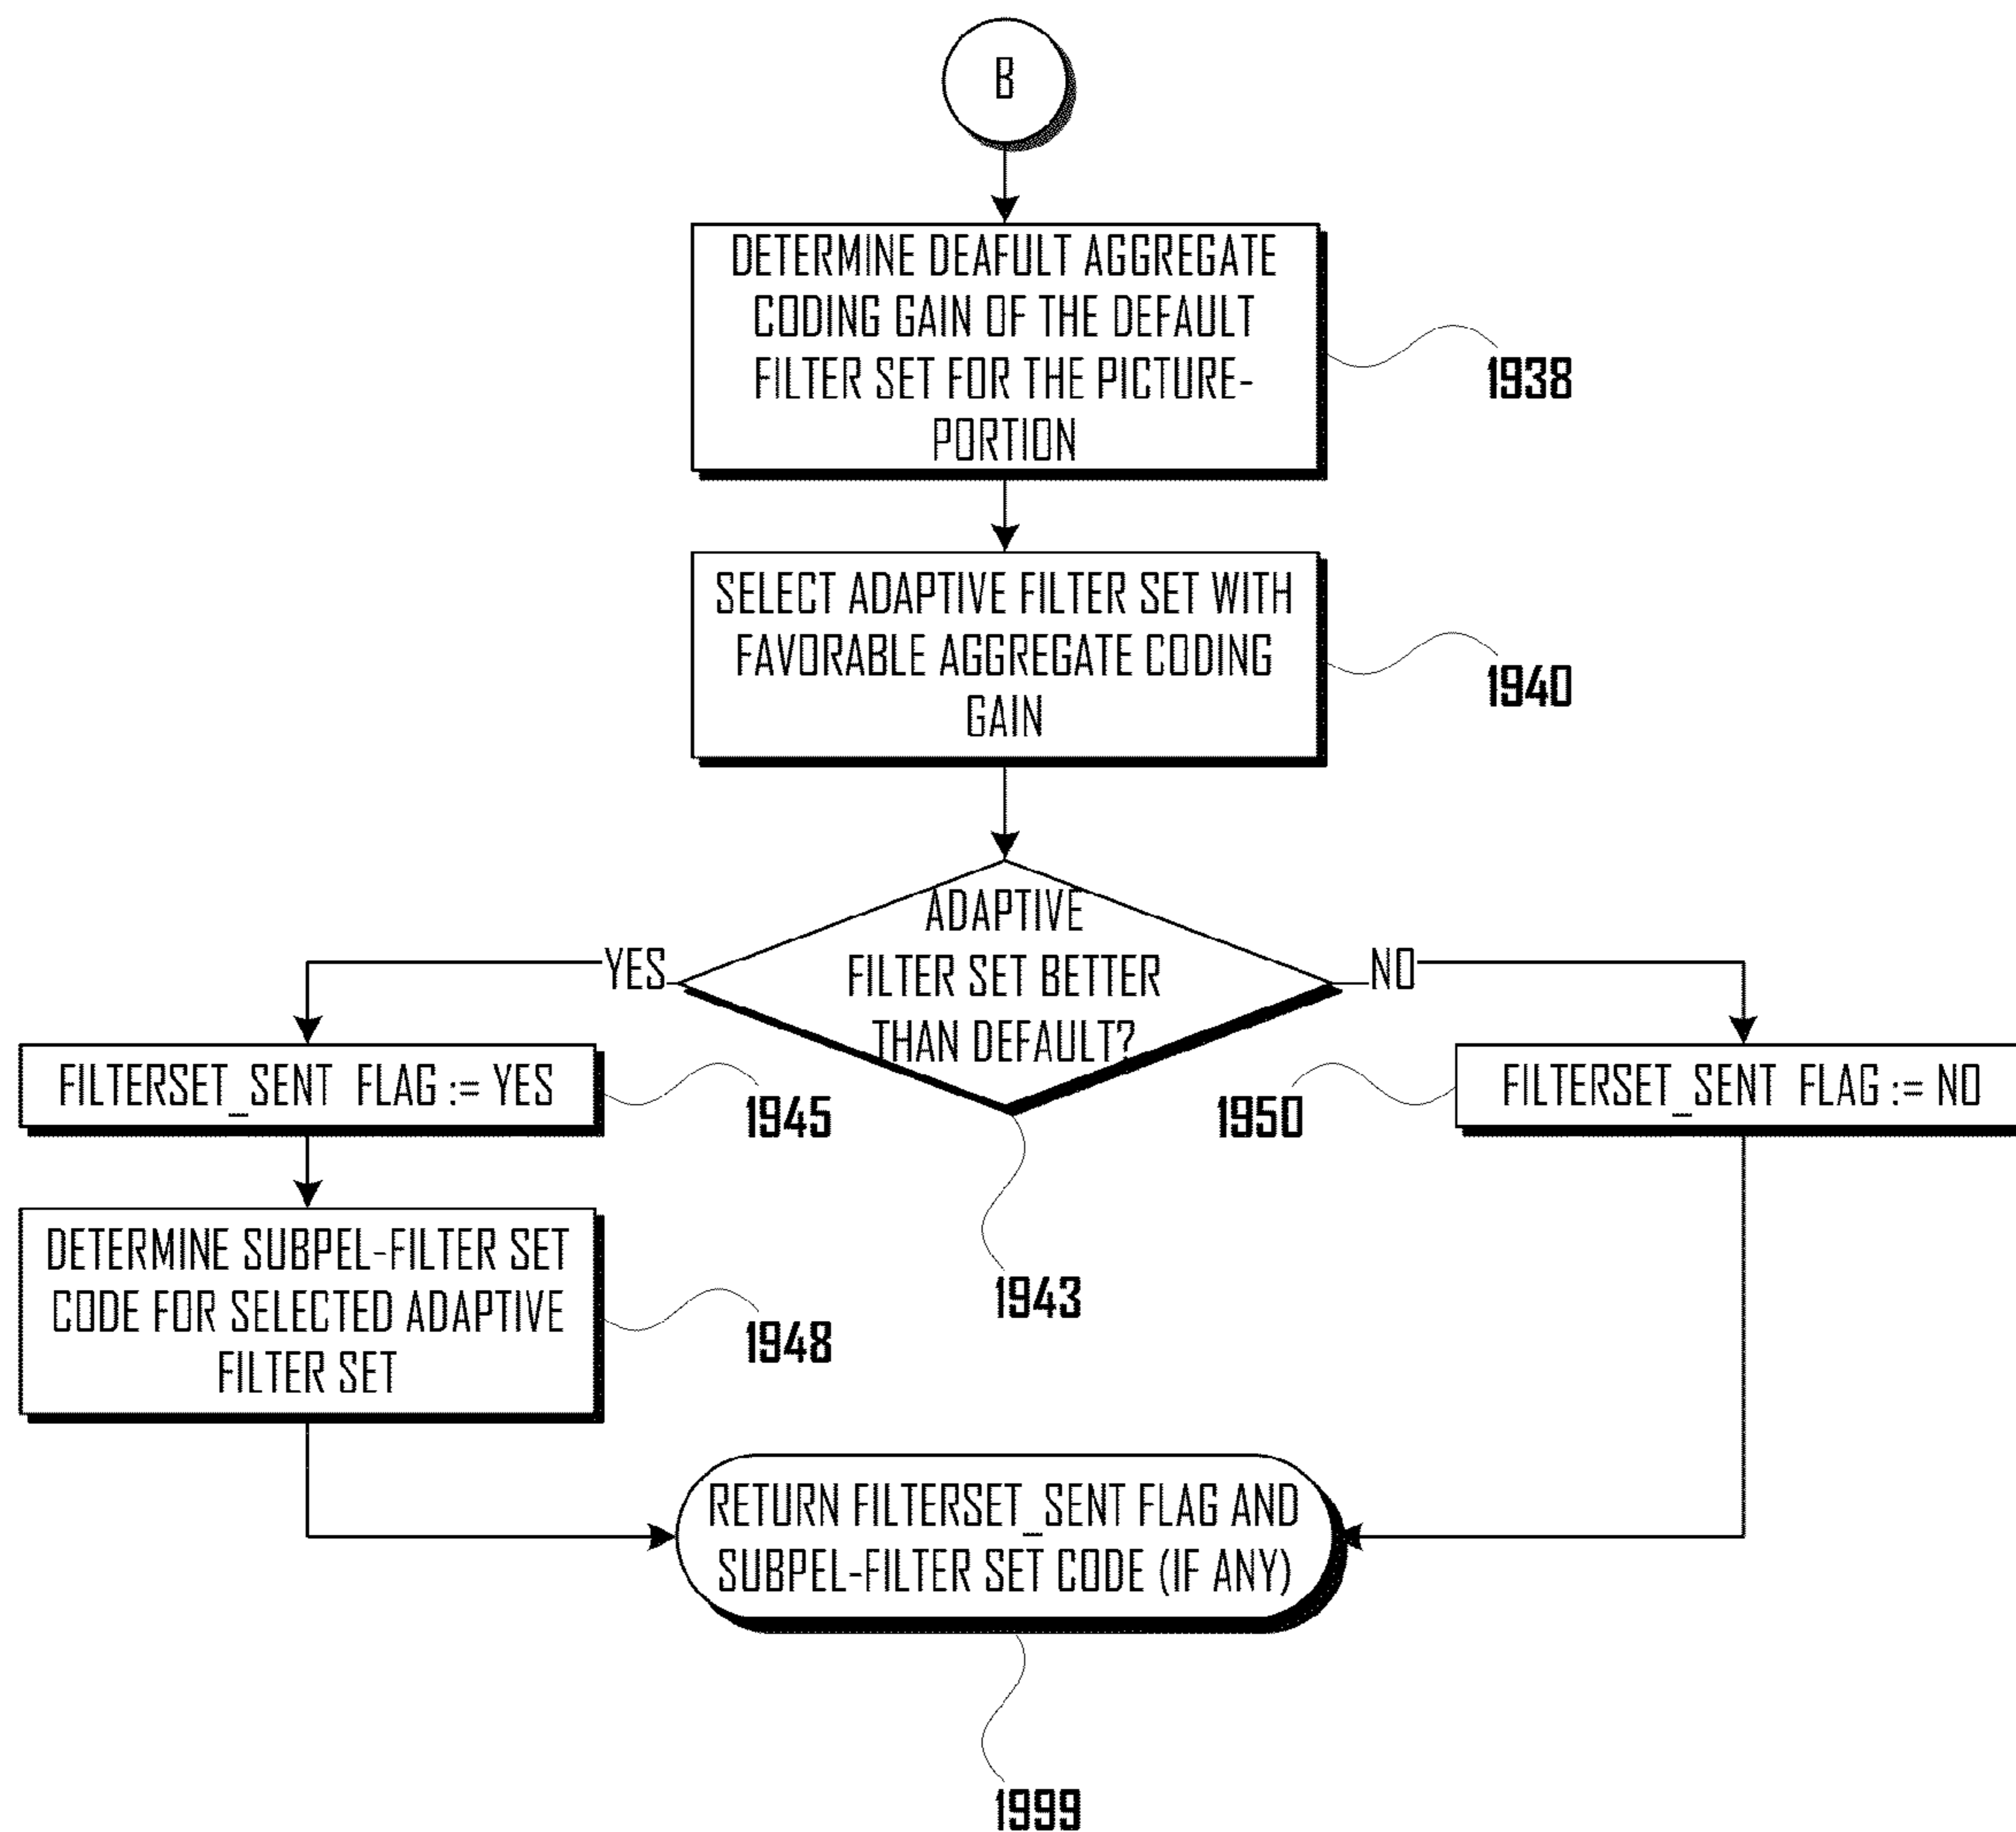 B
DETERMINE DEAFULT AGGREGATE
CODING GAIN OF THE DEFAULT
FILTER SET FOR THE PICTURE-
PORTION
1938
SELECT ADAPTIVE FILTER SET WITH
FAVORABLE AGGREGATE CODING
GAIN
1940
ADAPTIVE
FILTER SET BETTER
THAN DEFAULT?
YES
NO
1943
FILTERSET_SENT FLAG := YES
1945
1950
FILTERSET_SENT FLAG := NO
DETERMINE SUBPEL-FILTER SET
CODE FOR SELECTED ADAPTIVE
FILTER SET
1948
RETURN FILTERSET_SENT FLAG AND
SUBPEL-FILTER SET CODE (IF ANY)
1999